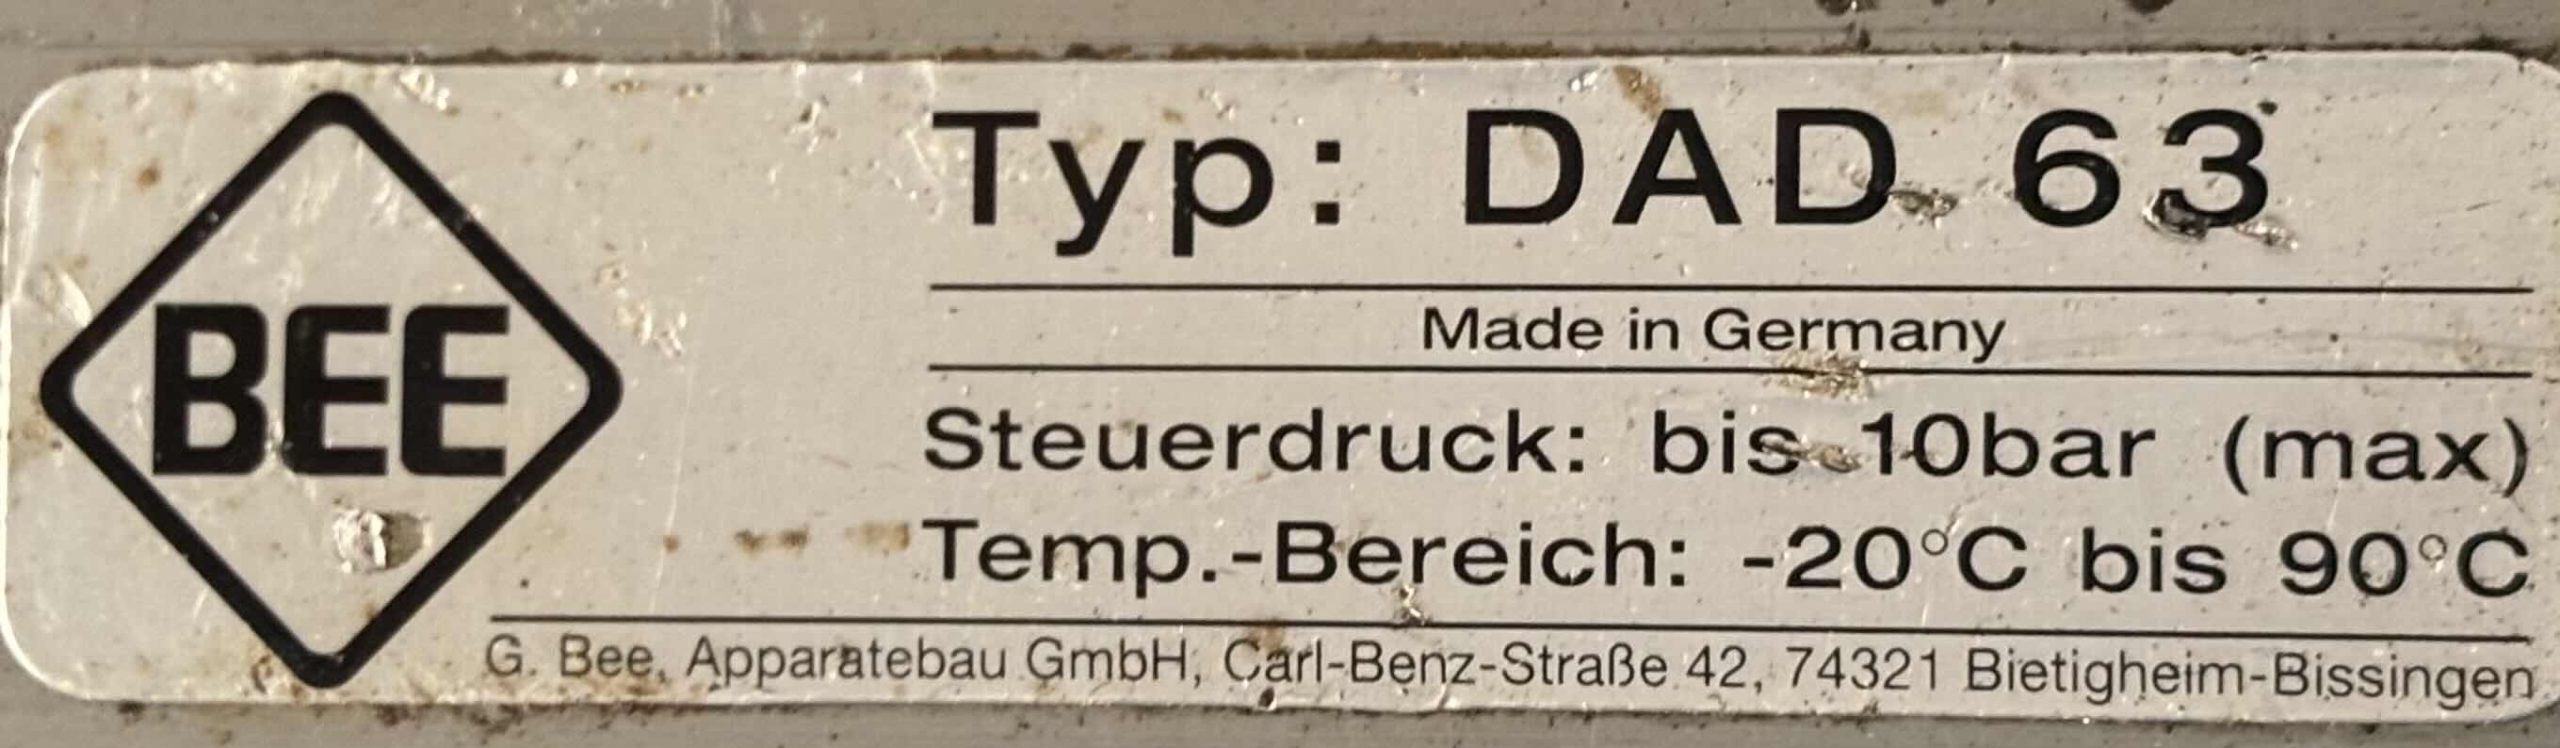 BEE
Typ: DAD 63
Made in Germany
Steuerdruck: bis 10bar (max)
Temp.-Bereich: -20°C bis 90°C
G. Bee, Apparatebau GmbH, Carl-Benz-Straße 42, 74321 Bietigheim-Bissingen